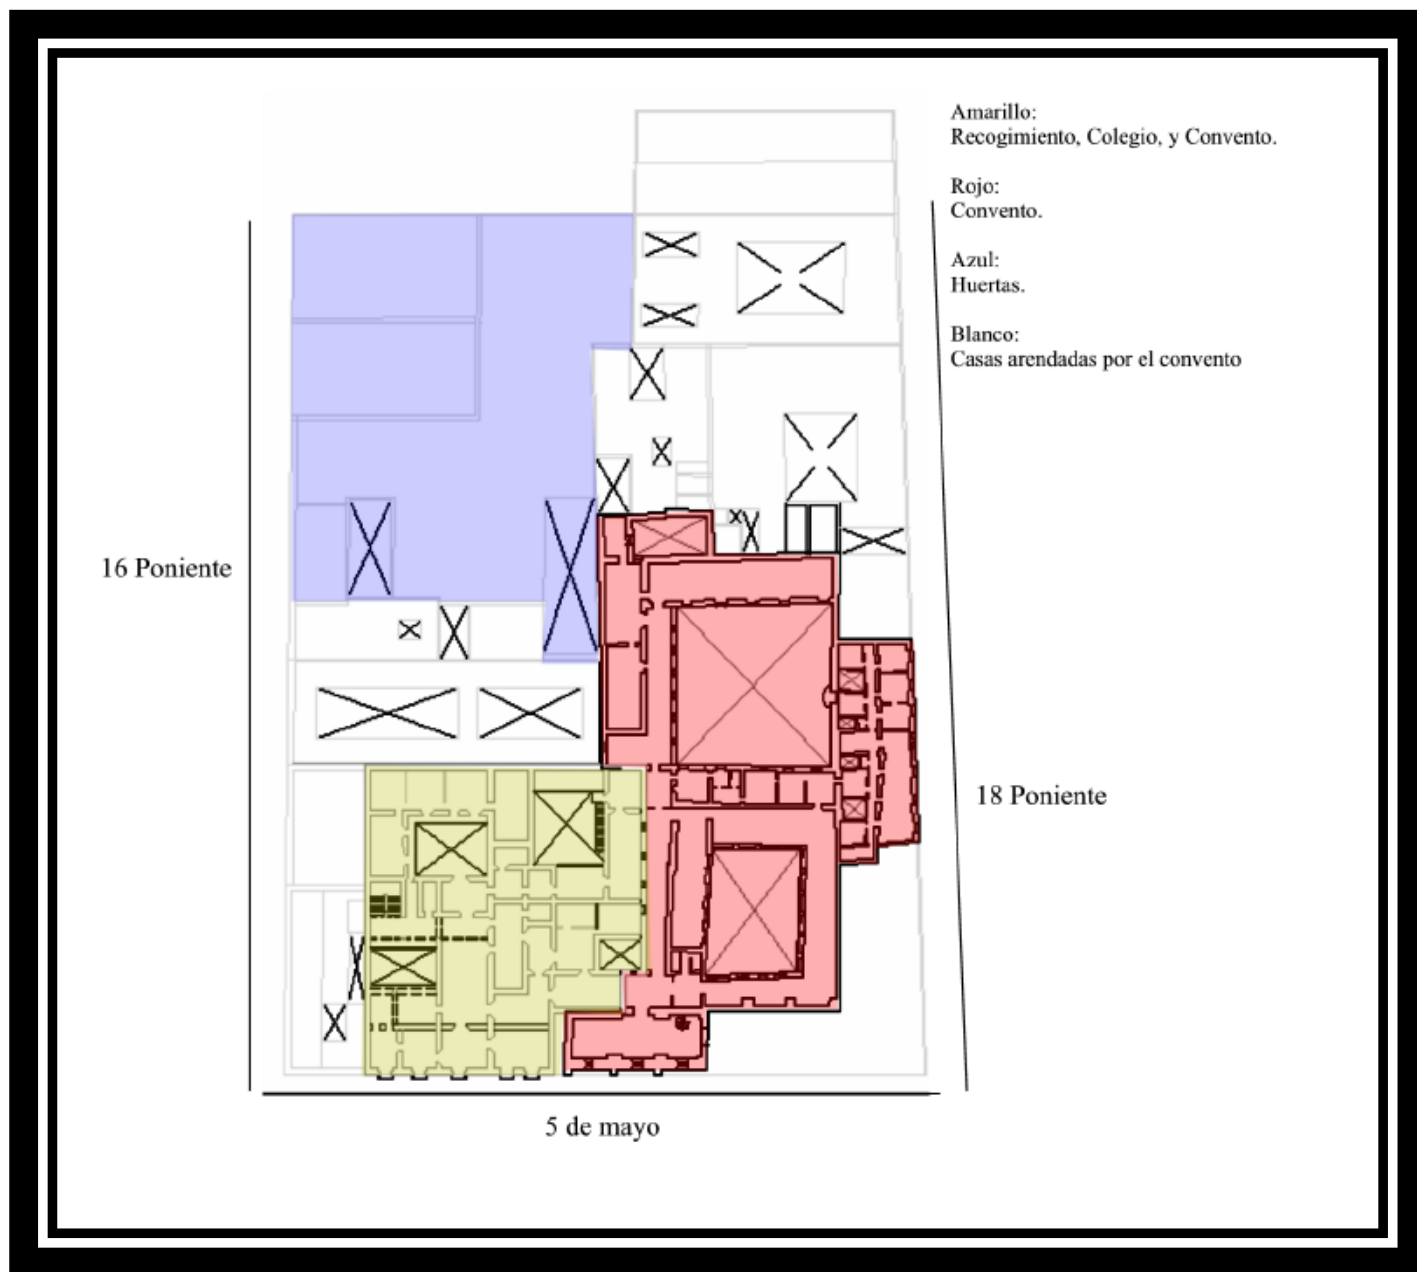 Amarillo:
Recogimiento, Colegio, y Convento.
Rojo:
Convento.
Azul:
Huertas.
Blanco:
Casas arendadas por el convento
16 Poniente
18 Poniente
5 de mayo